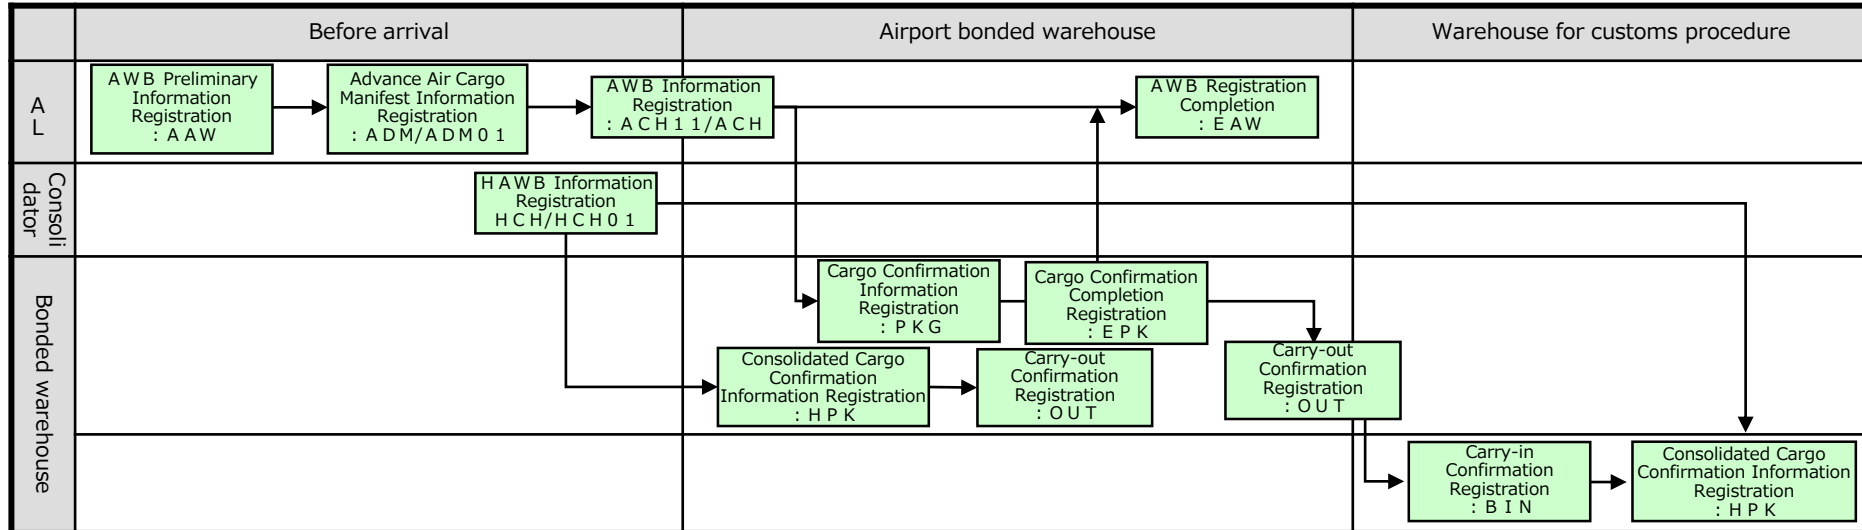 Before arrival
Airport bonded warehouse
Warehouse for customs procedure
A
L
AWB Preliminary
Information
Registration
: AAW
Advance Air Cargo
Manifest Information
Registration
: ADM/ADM01
AWB Information
Registration
: ACH11/ACH
AWB Registration
Completion
: EAW
Consoli
dator
HAWB Information
Registration
HCH/HCH01
Bonded warehouse
Cargo Confirmation
Information
Registration
: PKG
Cargo Confirmation
Completion
Registration
: EPK
Consolidated Cargo
Confirmation
Information Registration
: HPK
Carry-out
Confirmation
Registration
: OUT
Carry-out
Confirmation
Registration
: OUT
Carry-in
Confirmation
Registration
: BIN
Consolidated Cargo
Confirmation Information
Registration
: HPK